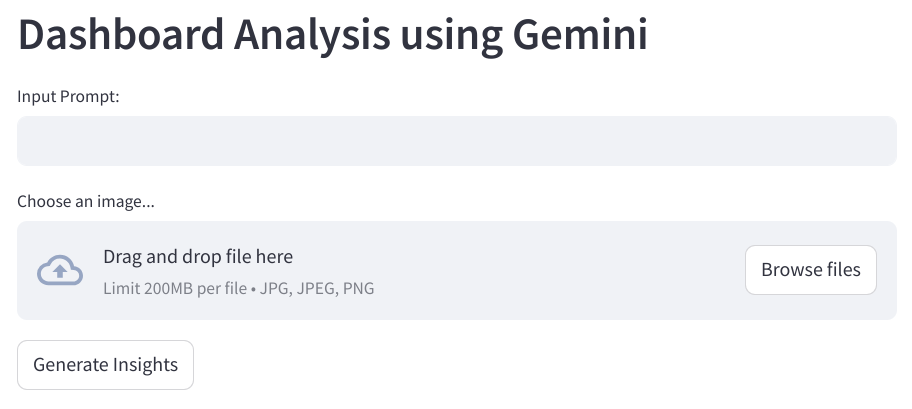 Dashboard Analysis using Gemini
Input Prompt:
Choose an image...
Drag and drop file here
Limit 200MB per file • JPG, JPEG, PNG
Browse files
Generate Insights